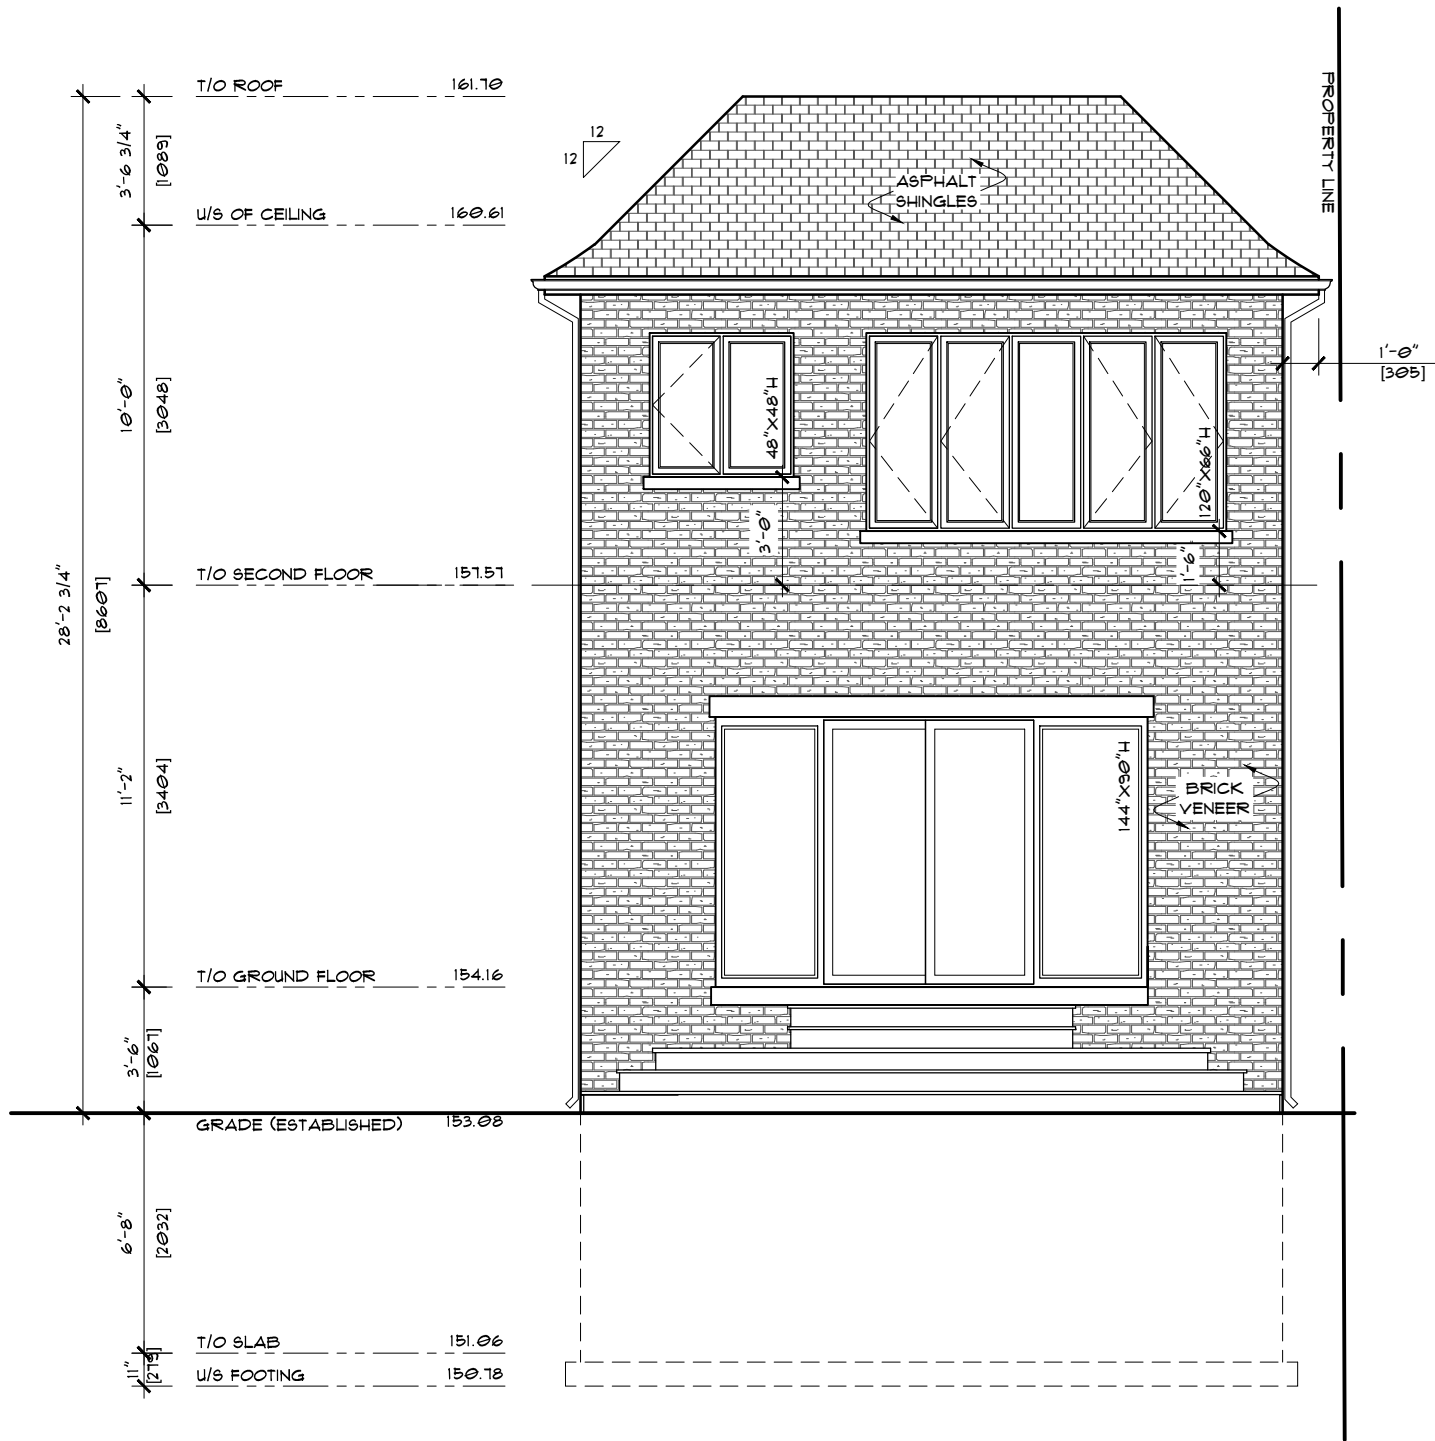 T/O ROOF 161.70
3'-6 3/4"
[1089]
12
12
ASPHALT
SHINGLES
PROPERTY LINE
U/S OF CEILING 160.61
10'-0"
[3048]
48"X48"H
120"X66"H
1'-0"
[305]
3'-0"
1'-6"
T/O SECOND FLOOR 157.57
28'-2 3/4"
[8607]
11'-2"
[3404]
144"X90"H
BRICK
VENEER
T/O GROUND FLOOR 154.16
3'-6"
[1067]
GRADE (ESTABLISHED) 153.08
6'-8"
[2032]
T/O SLAB 151.06
11"
[279]
U/S FOOTING 150.78